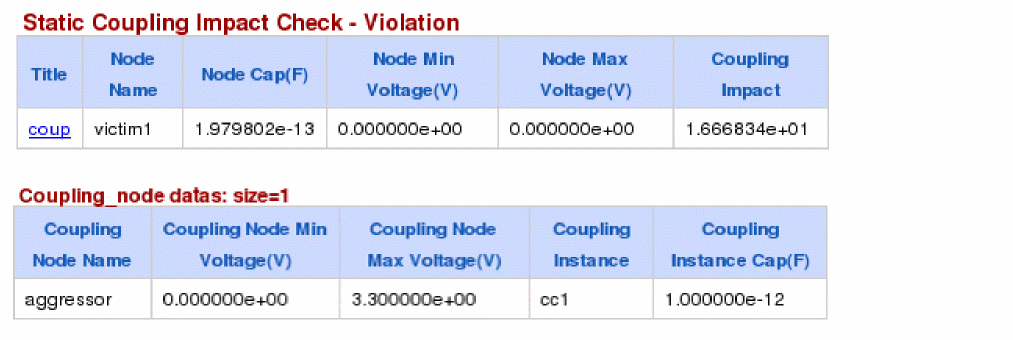 Static Coupling Impact Check - Violation
Title Node Name Node Cap(F) Node Min Voltage(V) Node Max Voltage(V) Coupling Impact
coup victim1 1.979802e-13 0.000000e+00 0.000000e+00 1.666834e+01
Coupling_node datas: size=1
Coupling Node Name Coupling Node Min Voltage(V) Coupling Node Max Voltage(V) Coupling Instance Coupling Instance Cap(F)
aggressor 0.000000e+00 3.300000e+00 cc1 1.000000e-12